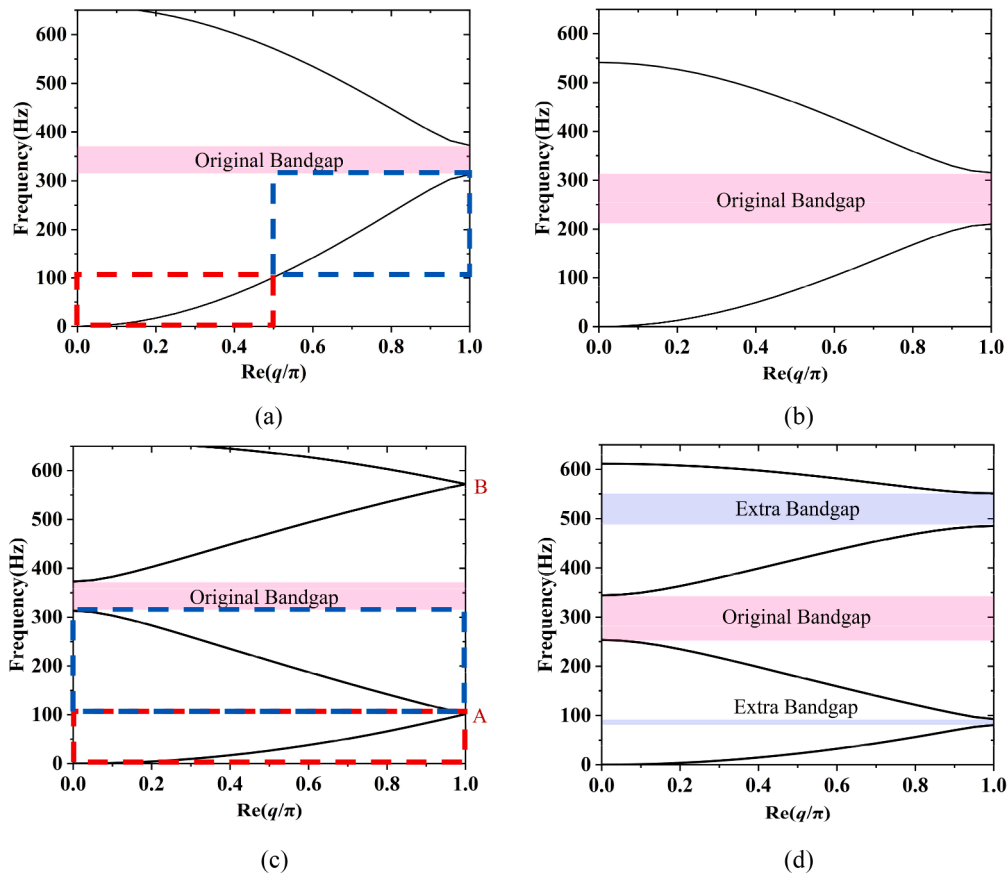 600
500
400
300
200
100
0
Frequency(Hz)
Original Bandgap
0.0 0.2 0.4 0.6 0.8 1.0
Re(q/π)
(a)
600
500
400
300
200
100
0
Frequency(Hz)
Original Bandgap
0.0 0.2 0.4 0.6 0.8 1.0
Re(q/π)
(b)
600
500
400
300
200
100
0
Frequency(Hz)
B
Original Bandgap
A
0.0 0.2 0.4 0.6 0.8 1.0
Re(q/π)
(c)
600
500
400
300
200
100
0
Frequency(Hz)
Extra Bandgap
Original Bandgap
Extra Bandgap
0.0 0.2 0.4 0.6 0.8 1.0
Re(q/π)
(d)